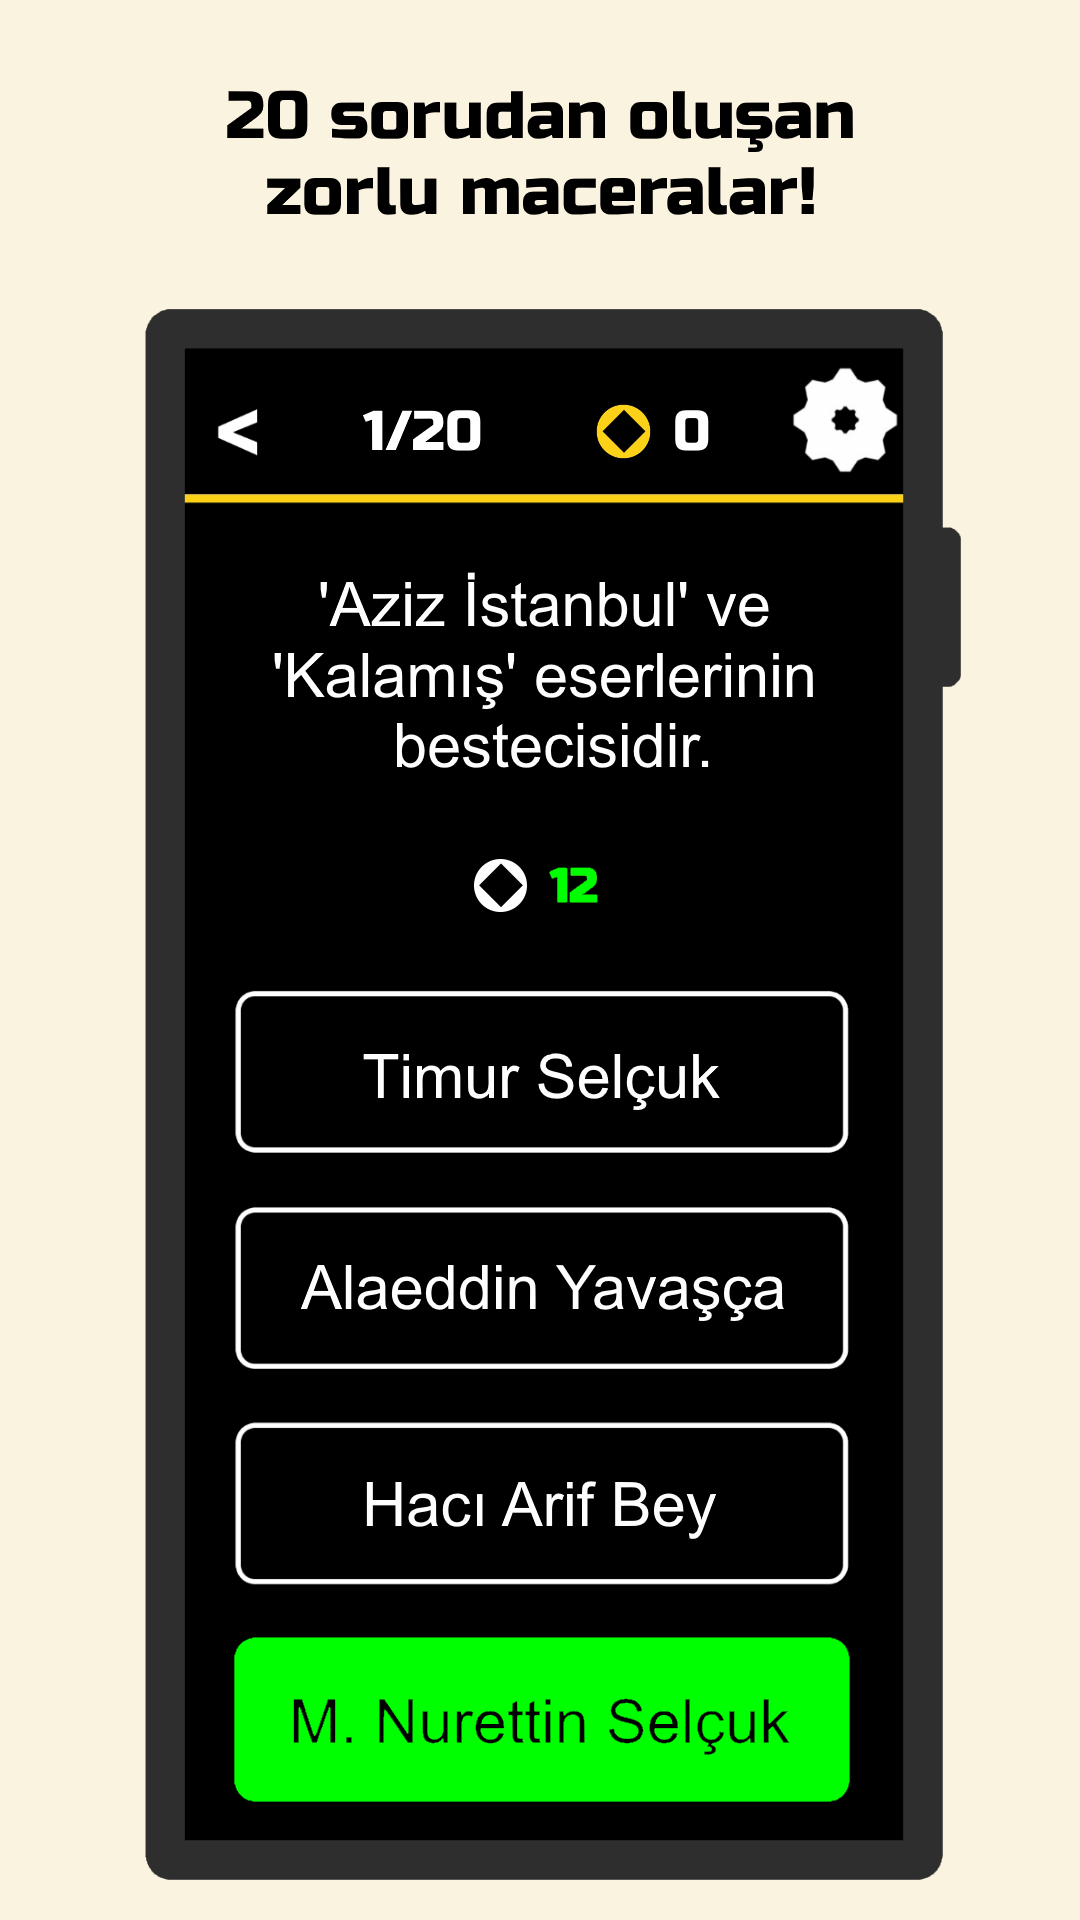 20 sorudan oluşan
zorlu maceralar!
< 1/20 0
'Aziz İstanbul' ve
'Kalamış' eserlerinin
bestecisidir.
12
Timur Selçuk
Alaeddin Yavaşça
Hacı Arif Bey
M. Nurettin Selçuk